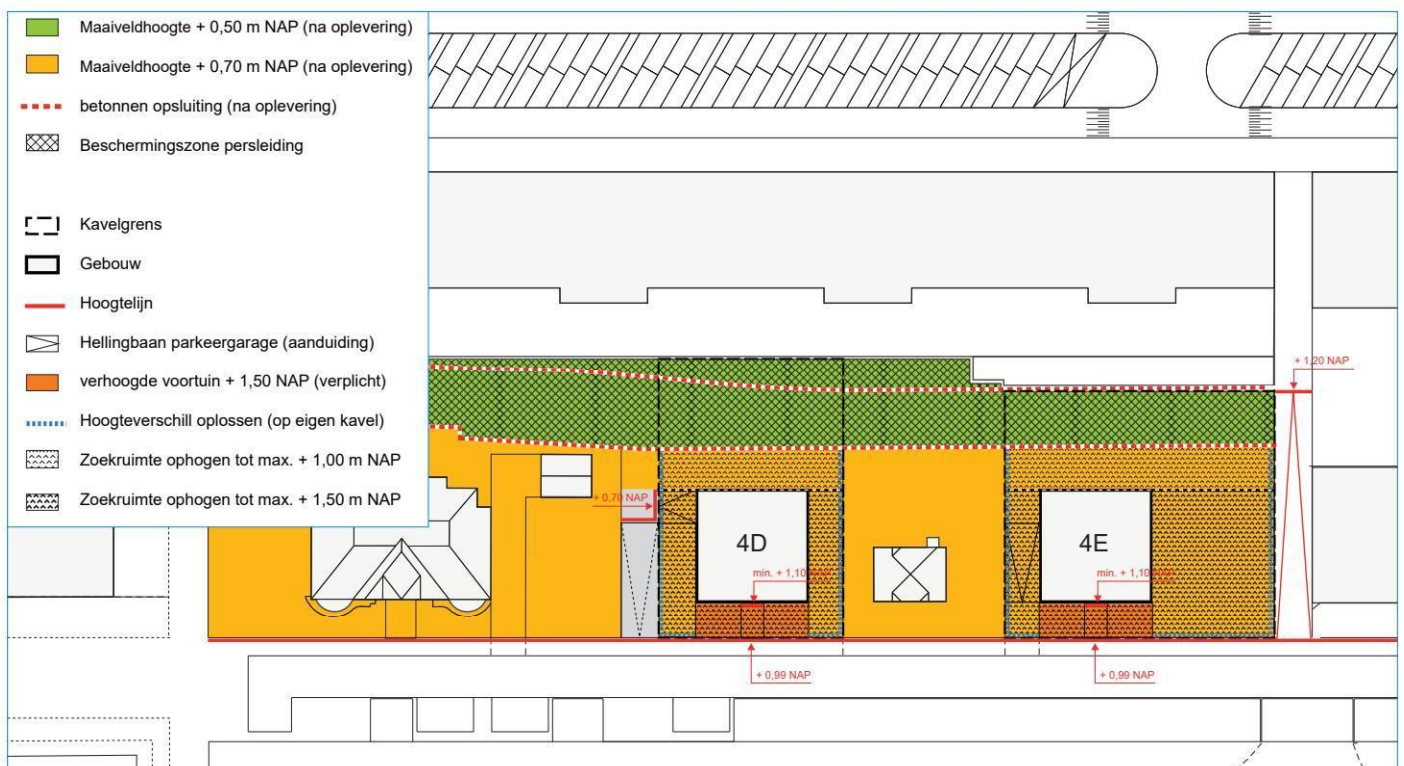 Maaiveldhoogte + 0,50 m NAP (na oplevering)
Maaiveldhoogte + 0,70 m NAP (na oplevering)
betonnen opsluiting (na oplevering)
Beschermingszone persleiding
Kavelgrens
Gebouw
Hoogtelijn
Hellingbaan parkeergarage (aanduiding)
verhoogde voortuin + 1,50 NAP (verplicht)
Hoogteverschill oplossen (op eigen kavel)
Zoekruimte ophogen tot max. + 1,00 m NAP
Zoekruimte ophogen tot max. + 1,50 m NAP
+ 1,20 NAP
+ 0,70 NAP
4D
4E
min. + 1,10 NAP
min. + 1,10 NAP
+ 0,99 NAP
+ 0,99 NAP